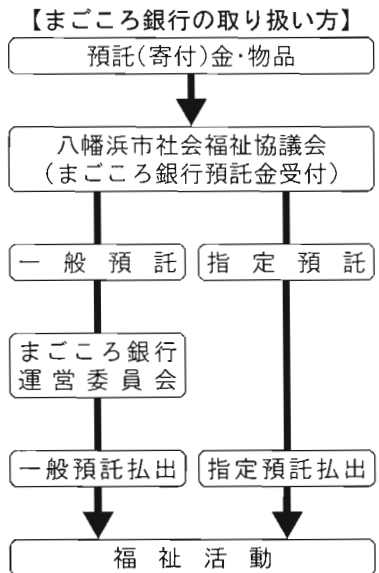 【まごころ銀行の取り扱い方】
預託(寄付)金・物品
八幡浜市社会福祉協議会
(まごころ銀行預託金受付)
一般預託
指定預託
まごころ銀行
運営委員会
一般預託払出
指定預託払出
福祉活動